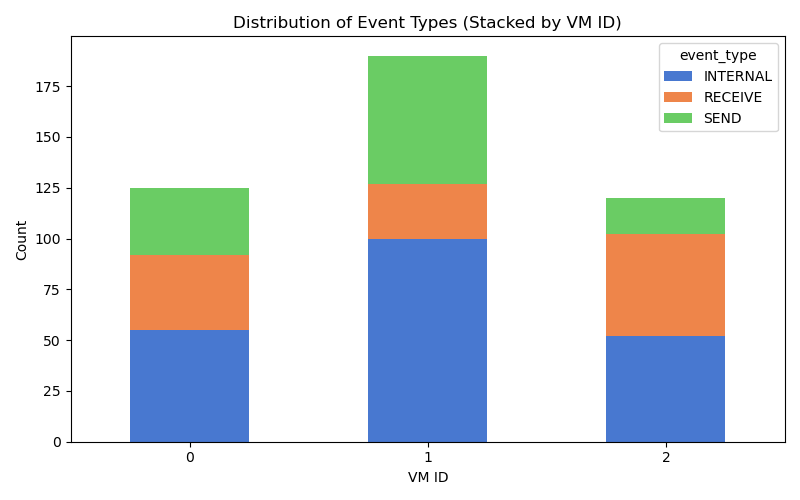 Distribution of Event Types (Stacked by VM ID)
event_type
INTERNAL
RECEIVE
SEND
Count
175
150
125
100
75
50
25
0
0 1 2
VM ID